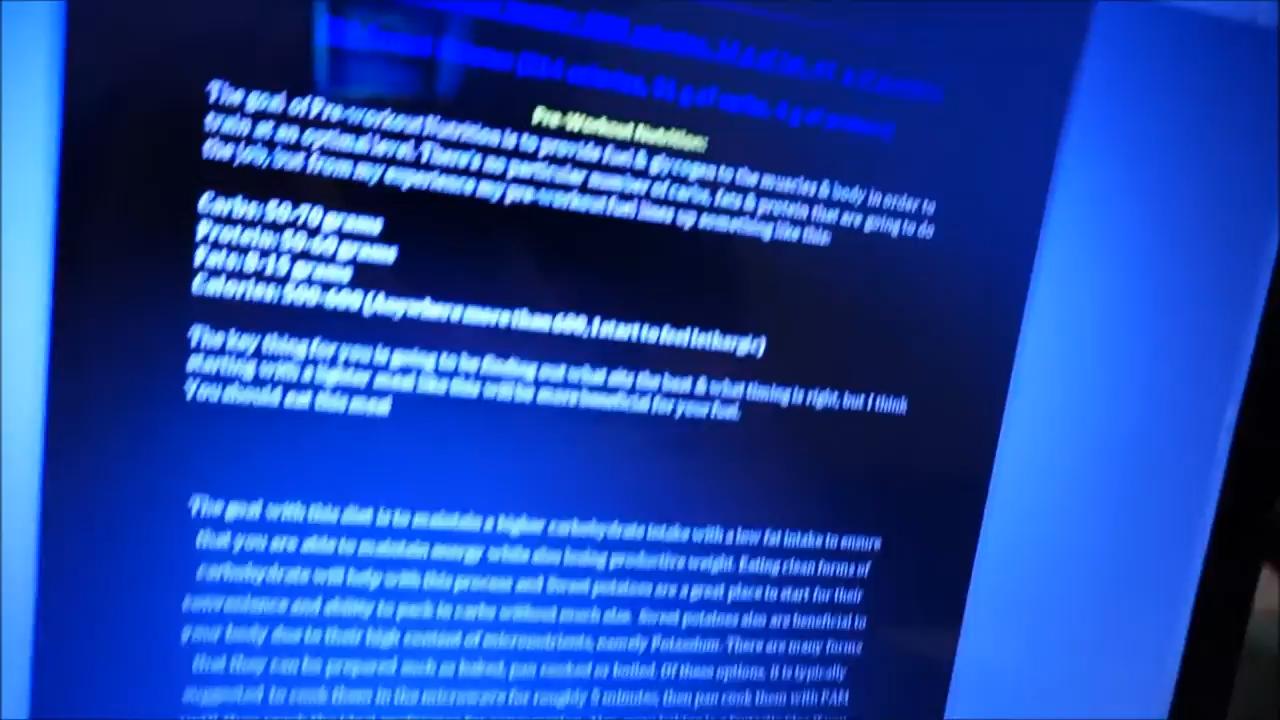 calories, 14 g of fat,
calories, 51 g of carbs, 4 g of protein)
Pre-Workout Nutrition:
The goal of Pre-workout Nutrition is to provide fuel & glycogen to the muscles & body in order to
train at an optimal level. There's no particular number of carbs, fats & protein that are going to do
the job, but from my experience my pre-workout fuel lines up something like this:
Carbs: 50-70 grams
Protein: 50-60 grams
Fats: 8-15 grams
Calories: 500-600 (Anywhere more than 600, I start to feel lethargic)
The key thing for you is going to be finding out what sits the best & what timing is right, but I think
starting with a lighter meal like this will be more beneficial for your fuel.
You should eat this meal
The goal with this diet is to maintain a higher carbohydrate intake with a low fat intake to ensure
that you are able to maintain energy while also losing productive weight. Eating clean forms of
carbohydrate will help with this process and Sweet potatoes are a great place to start for their
convenience and ability to pack in carbs without much else. Sweet potatoes also are beneficial to
your body due to their high content of micronutrients, namely Potassium. There are many forms
that they can be prepared such as baked, pan cooked or boiled. Of these options, it is typically
suggested to cook them in the microwave for roughly minutes, then pan cook them with PAM